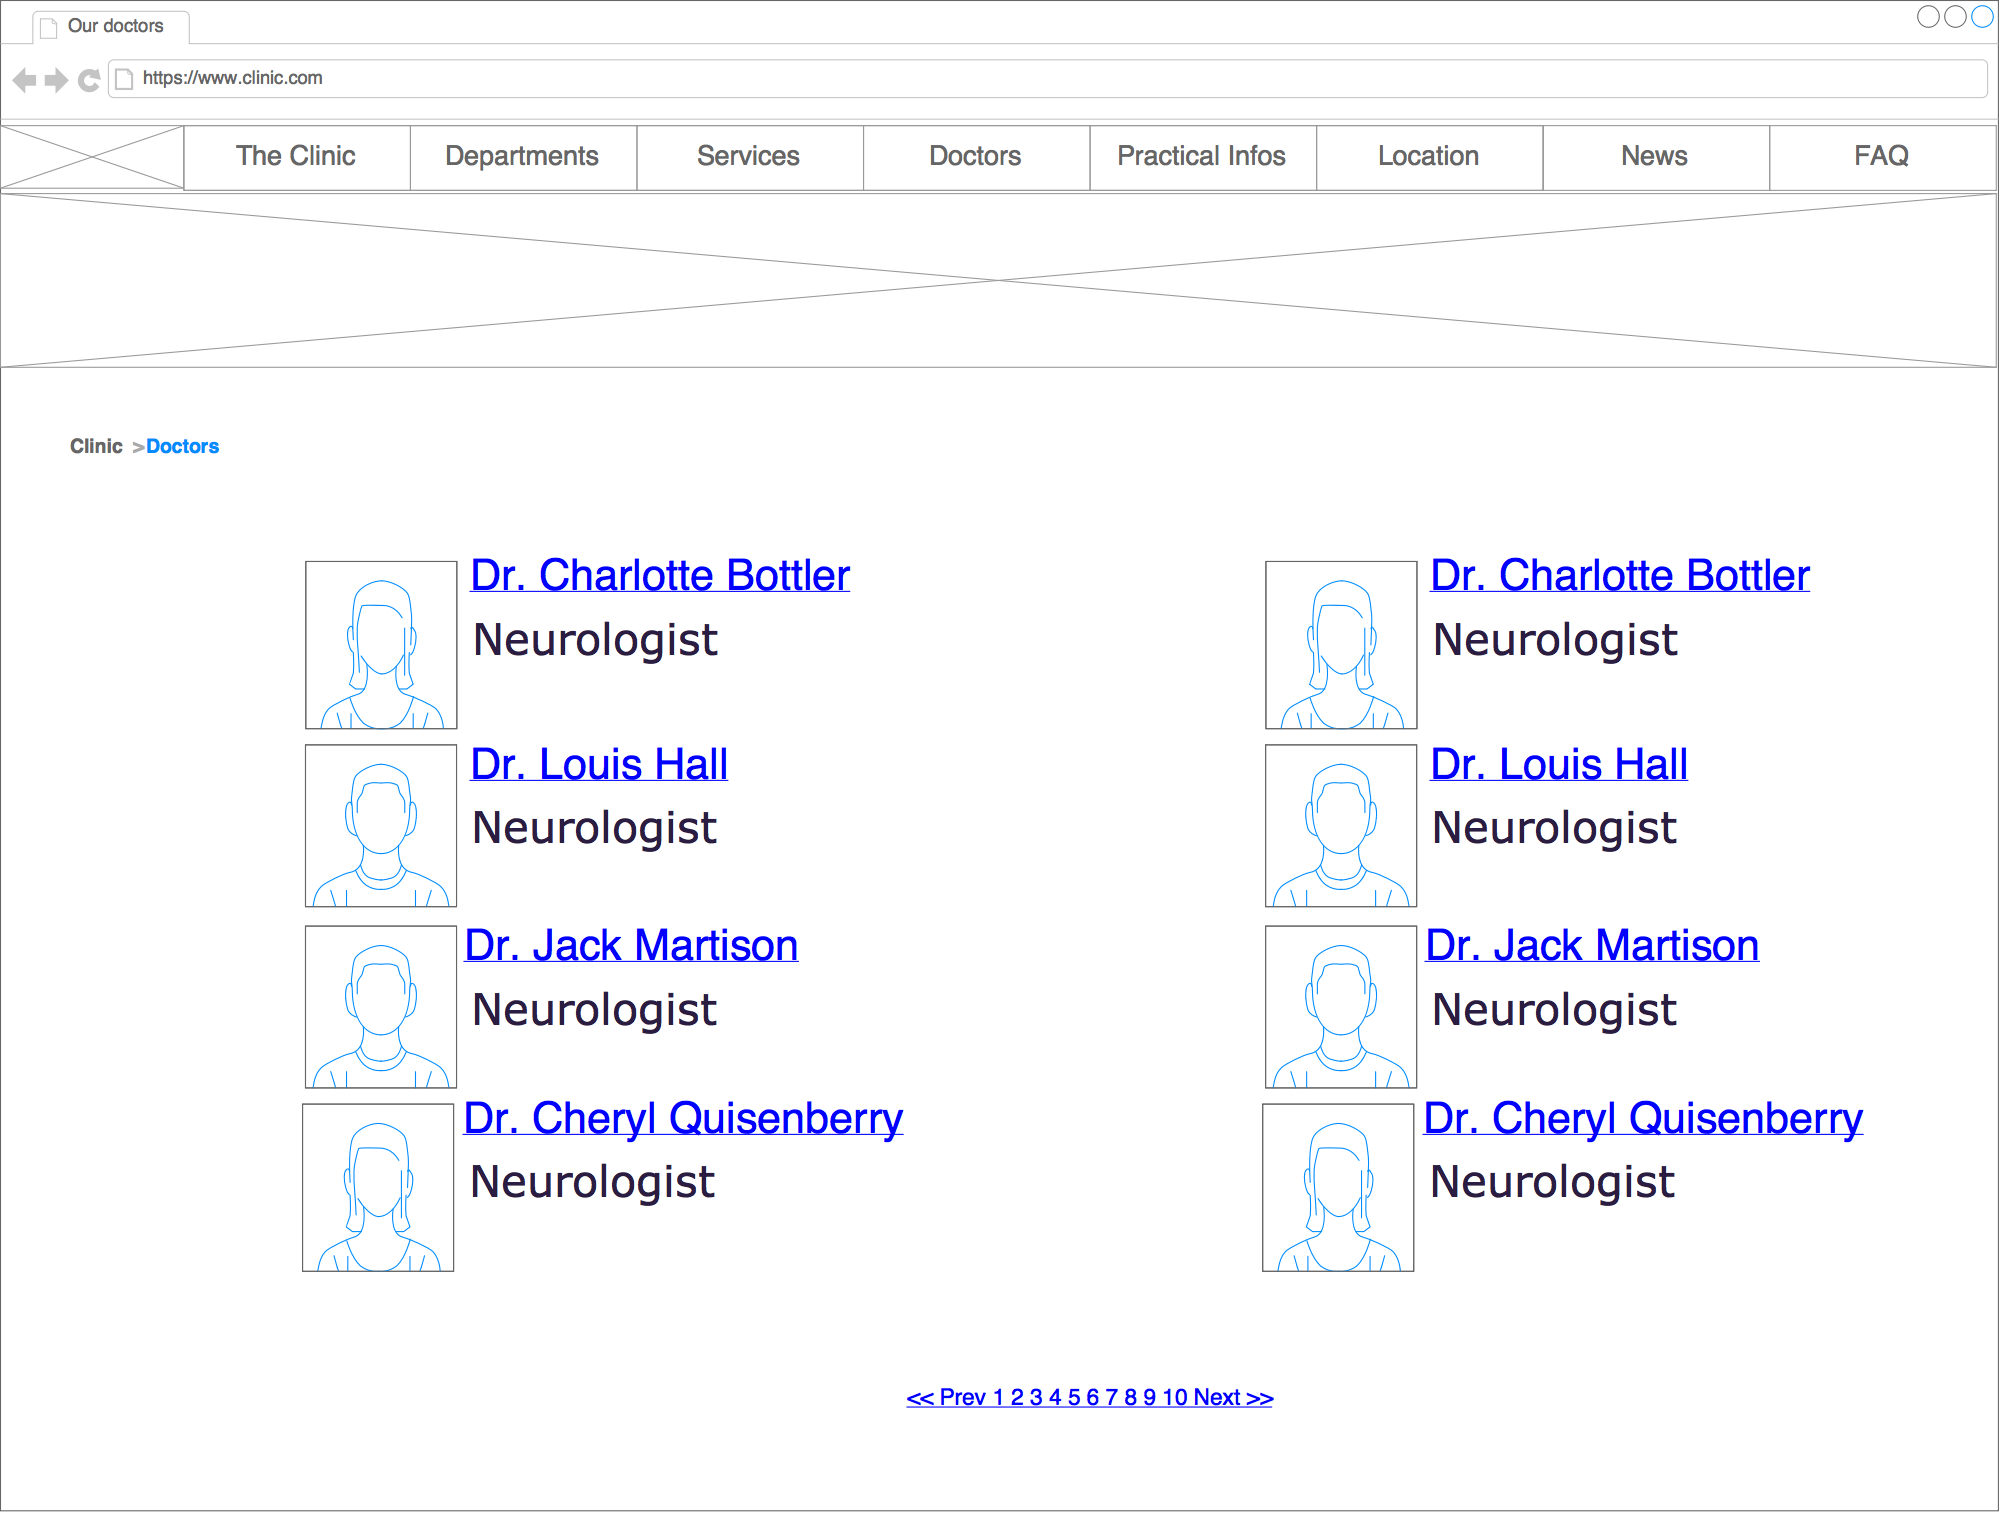 Our doctors
https://www.clinic.com
The Clinic Departments Services Doctors Practical Infos Location News FAQ
Clinic >Doctors
Dr. Charlotte Bottler
Neurologist
Dr. Louis Hall
Neurologist
Dr. Jack Martison
Neurologist
Dr. Cheryl Quisenberry
Neurologist
Dr. Charlotte Bottler
Neurologist
Dr. Louis Hall
Neurologist
Dr. Jack Martison
Neurologist
Dr. Cheryl Quisenberry
Neurologist
<< Prev 1 2 3 4 5 6 7 8 9 10 Next >>